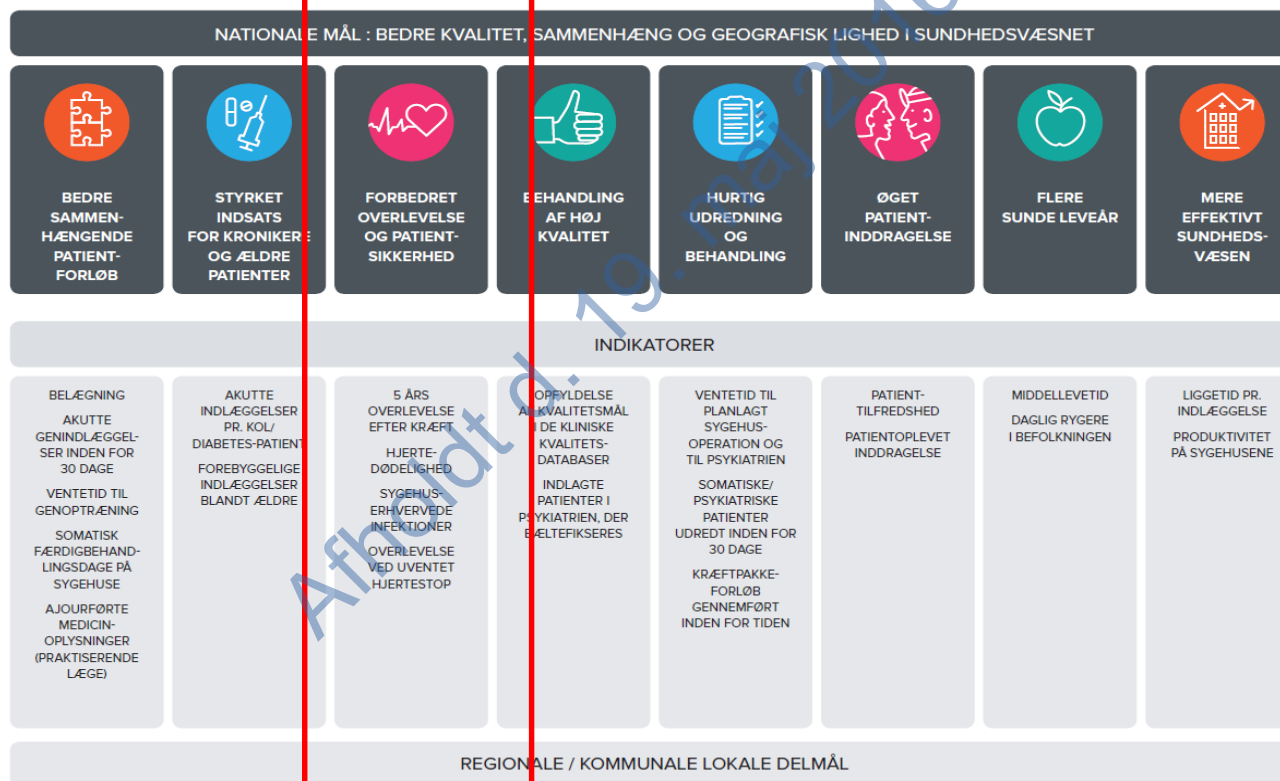 NATIONALE MÅL : BEDRE KVALITET, SAMMENHÆNG OG GEOGRAFISK LIGHED I SUNDHEDSVÆSNET
BEDRE
SAMMEN-
HÆNGENDE
PATIENT-
FORLØB
STYRKET
INDSATS
FOR KRONIKERE
OG ÆLDRE
PATIENTER
FORBEDRET
OVERLEVELSE
OG PATIENT-
SIKKERHED
BEHANDLING
AF HØJ
KVALITET
HURTIG
UDREDNING
OG
BEHANDLING
ØGET
PATIENT-
INDDRAGELSE
FLERE
SUNDE LEVEÅR
MERE
EFFEKTIVT
SUNDHEDS-
VÆSEN
INDIKATORER
BELÆGNING
AKUTTE
GENINDLÆGGEL-
SER INDEN FOR
30 DAGE
VENTETID TIL
GENOPTRÆNING
SOMATISK
FÆRDIGBEHAND-
LINGSDAGE PÅ
SYGEHUSE
AJOURFØRTE
MEDICIN-
OPLYSNINGER
(PRAKTISERENDE
LÆGE)
AKUTTE
INDLÆGGELSER
PR. KOL/
DIABETES-PATIENT
FOREBYGGELIGE
INDLÆGGELSER
BLANDT ÆLDRE
5 ÅRS
OVERLEVELSE
EFTER KRÆFT
HJERTE-
DØDELIGHED
SYGEHUS-
ERHVERVEDE
INFEKTIONER
OVERLEVELSE
VED UVENTET
HJERTESTOP
OPFYLDELSE
AF KVALITETSMÅL
I DE KLINISKE
KVALITETS-
DATABASER
INDLAGTE
PATIENTER I
PSYKIATRIEN, DER
BÆLTEFIKSERES
VENTETID TIL
PLANLAGT
SYGEHUS-
OPERATION OG
TIL PSYKIATRIEN
SOMATISKE/
PSYKIATRISKE
PATIENTER
UDREDT INDEN FOR
30 DAGE
KRÆFTPAKKE-
FORLØB
GENNEMFØRT
INDEN FOR TIDEN
PATIENT-
TILFREDSHED
PATIENTOPLEVET
INDDRAGELSE
MIDDELLEVETID
DAGLIG RYGERE
I BEFOLKNINGEN
LIGGETID PR.
INDLÆGGELSE
PRODUKTIVITET
PÅ SYGEHUSENE
REGIONALE / KOMMUNALE LOKALE DELMÅL
Afholdt d. 19. maj 2016